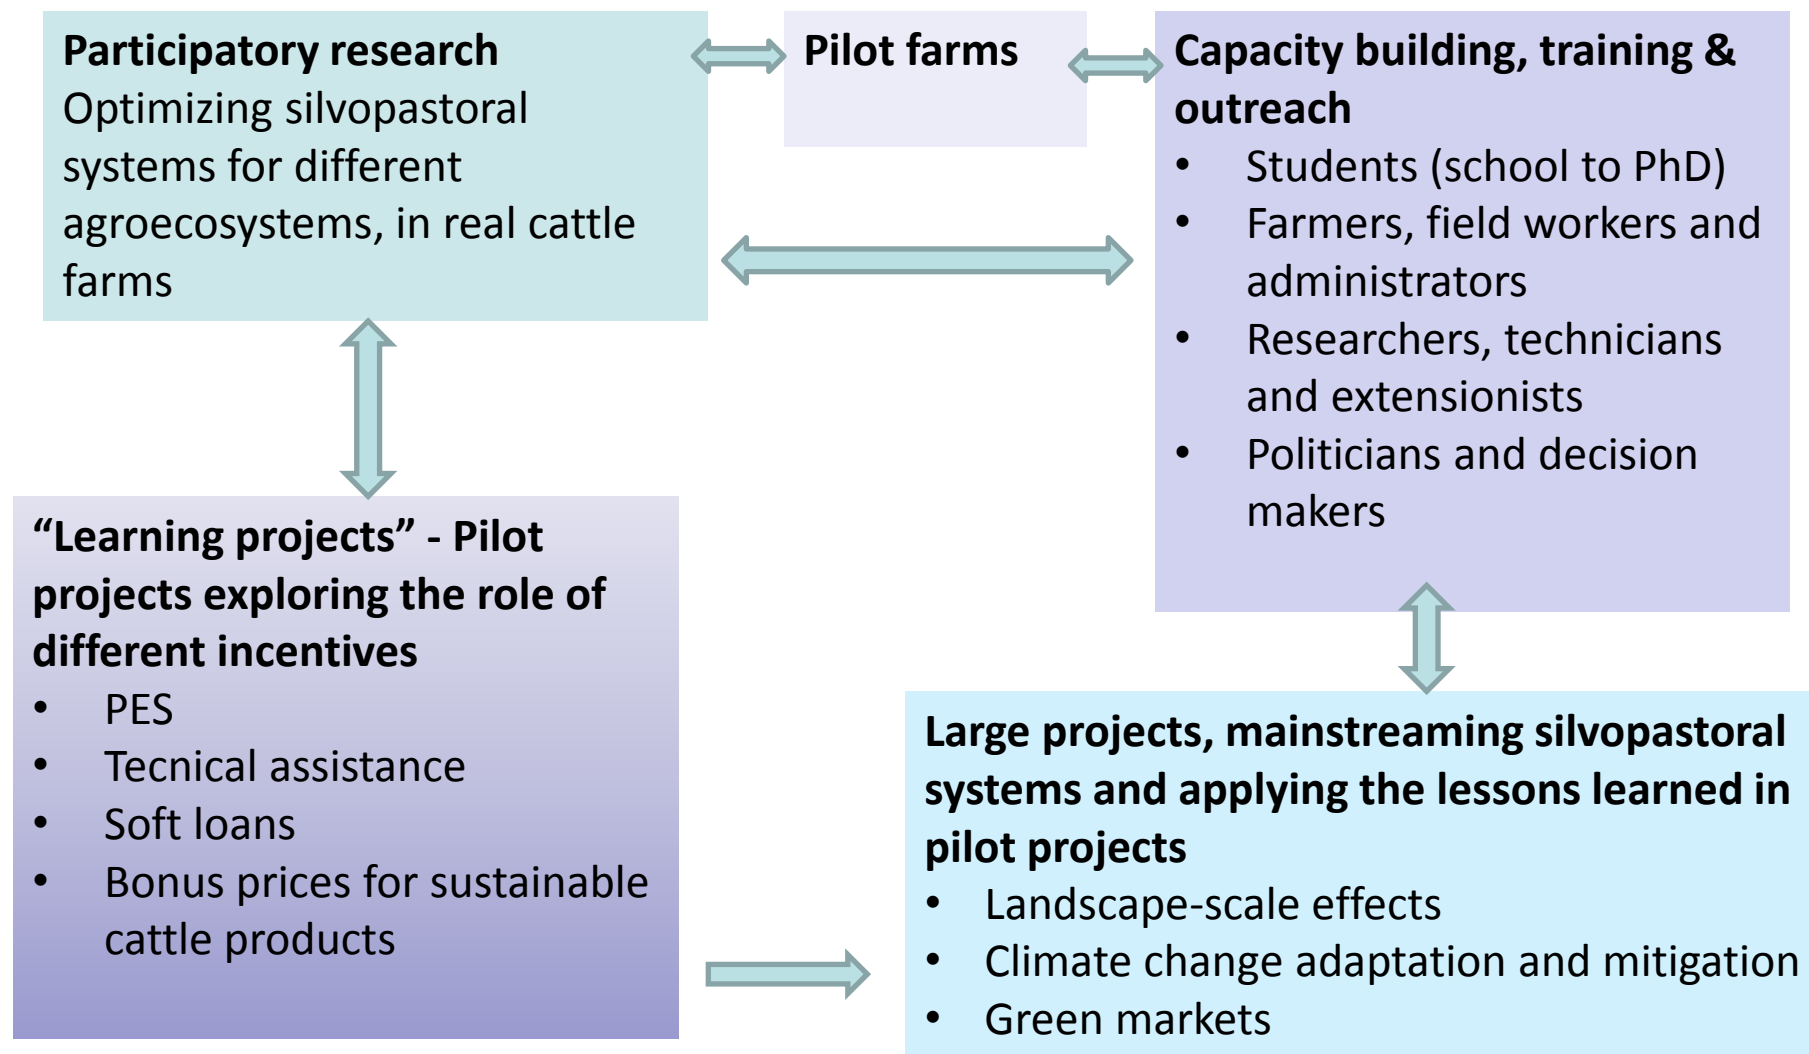 Participatory research
Optimizing silvopastoral
systems for different
agroecosystems, in real cattle
farms
Pilot farms
Capacity building, training &
outreach
• Students (school to PhD)
• Farmers, field workers and
administrators
• Researchers, technicians
and extensionists
• Politicians and decision
makers
“Learning projects” - Pilot
projects exploring the role of
different incentives
• PES
• Tecnical assistance
• Soft loans
• Bonus prices for sustainable
cattle products
Large projects, mainstreaming silvopastoral
systems and applying the lessons learned in
pilot projects
• Landscape-scale effects
• Climate change adaptation and mitigation
• Green markets